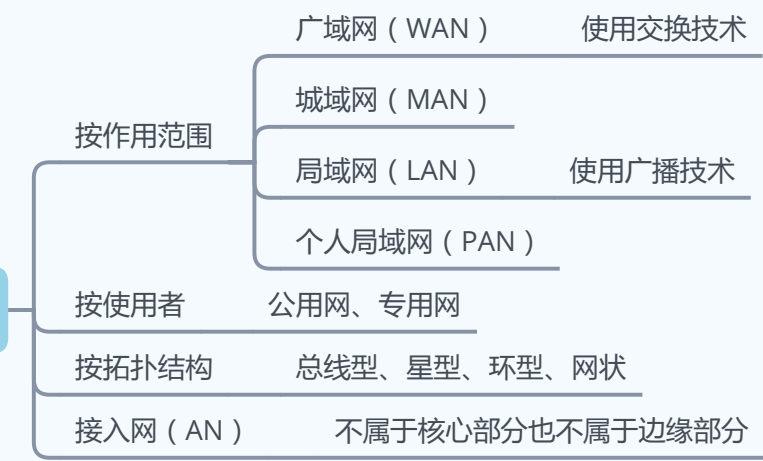 按作用范围
广域网（WAN） 使用交换技术
城域网（MAN）
局域网（LAN） 使用广播技术
个人局域网（PAN）
按使用者 公用网、专用网
按拓扑结构 总线型、星型、环型、网状
接入网（AN） 不属于核心部分也不属于边缘部分